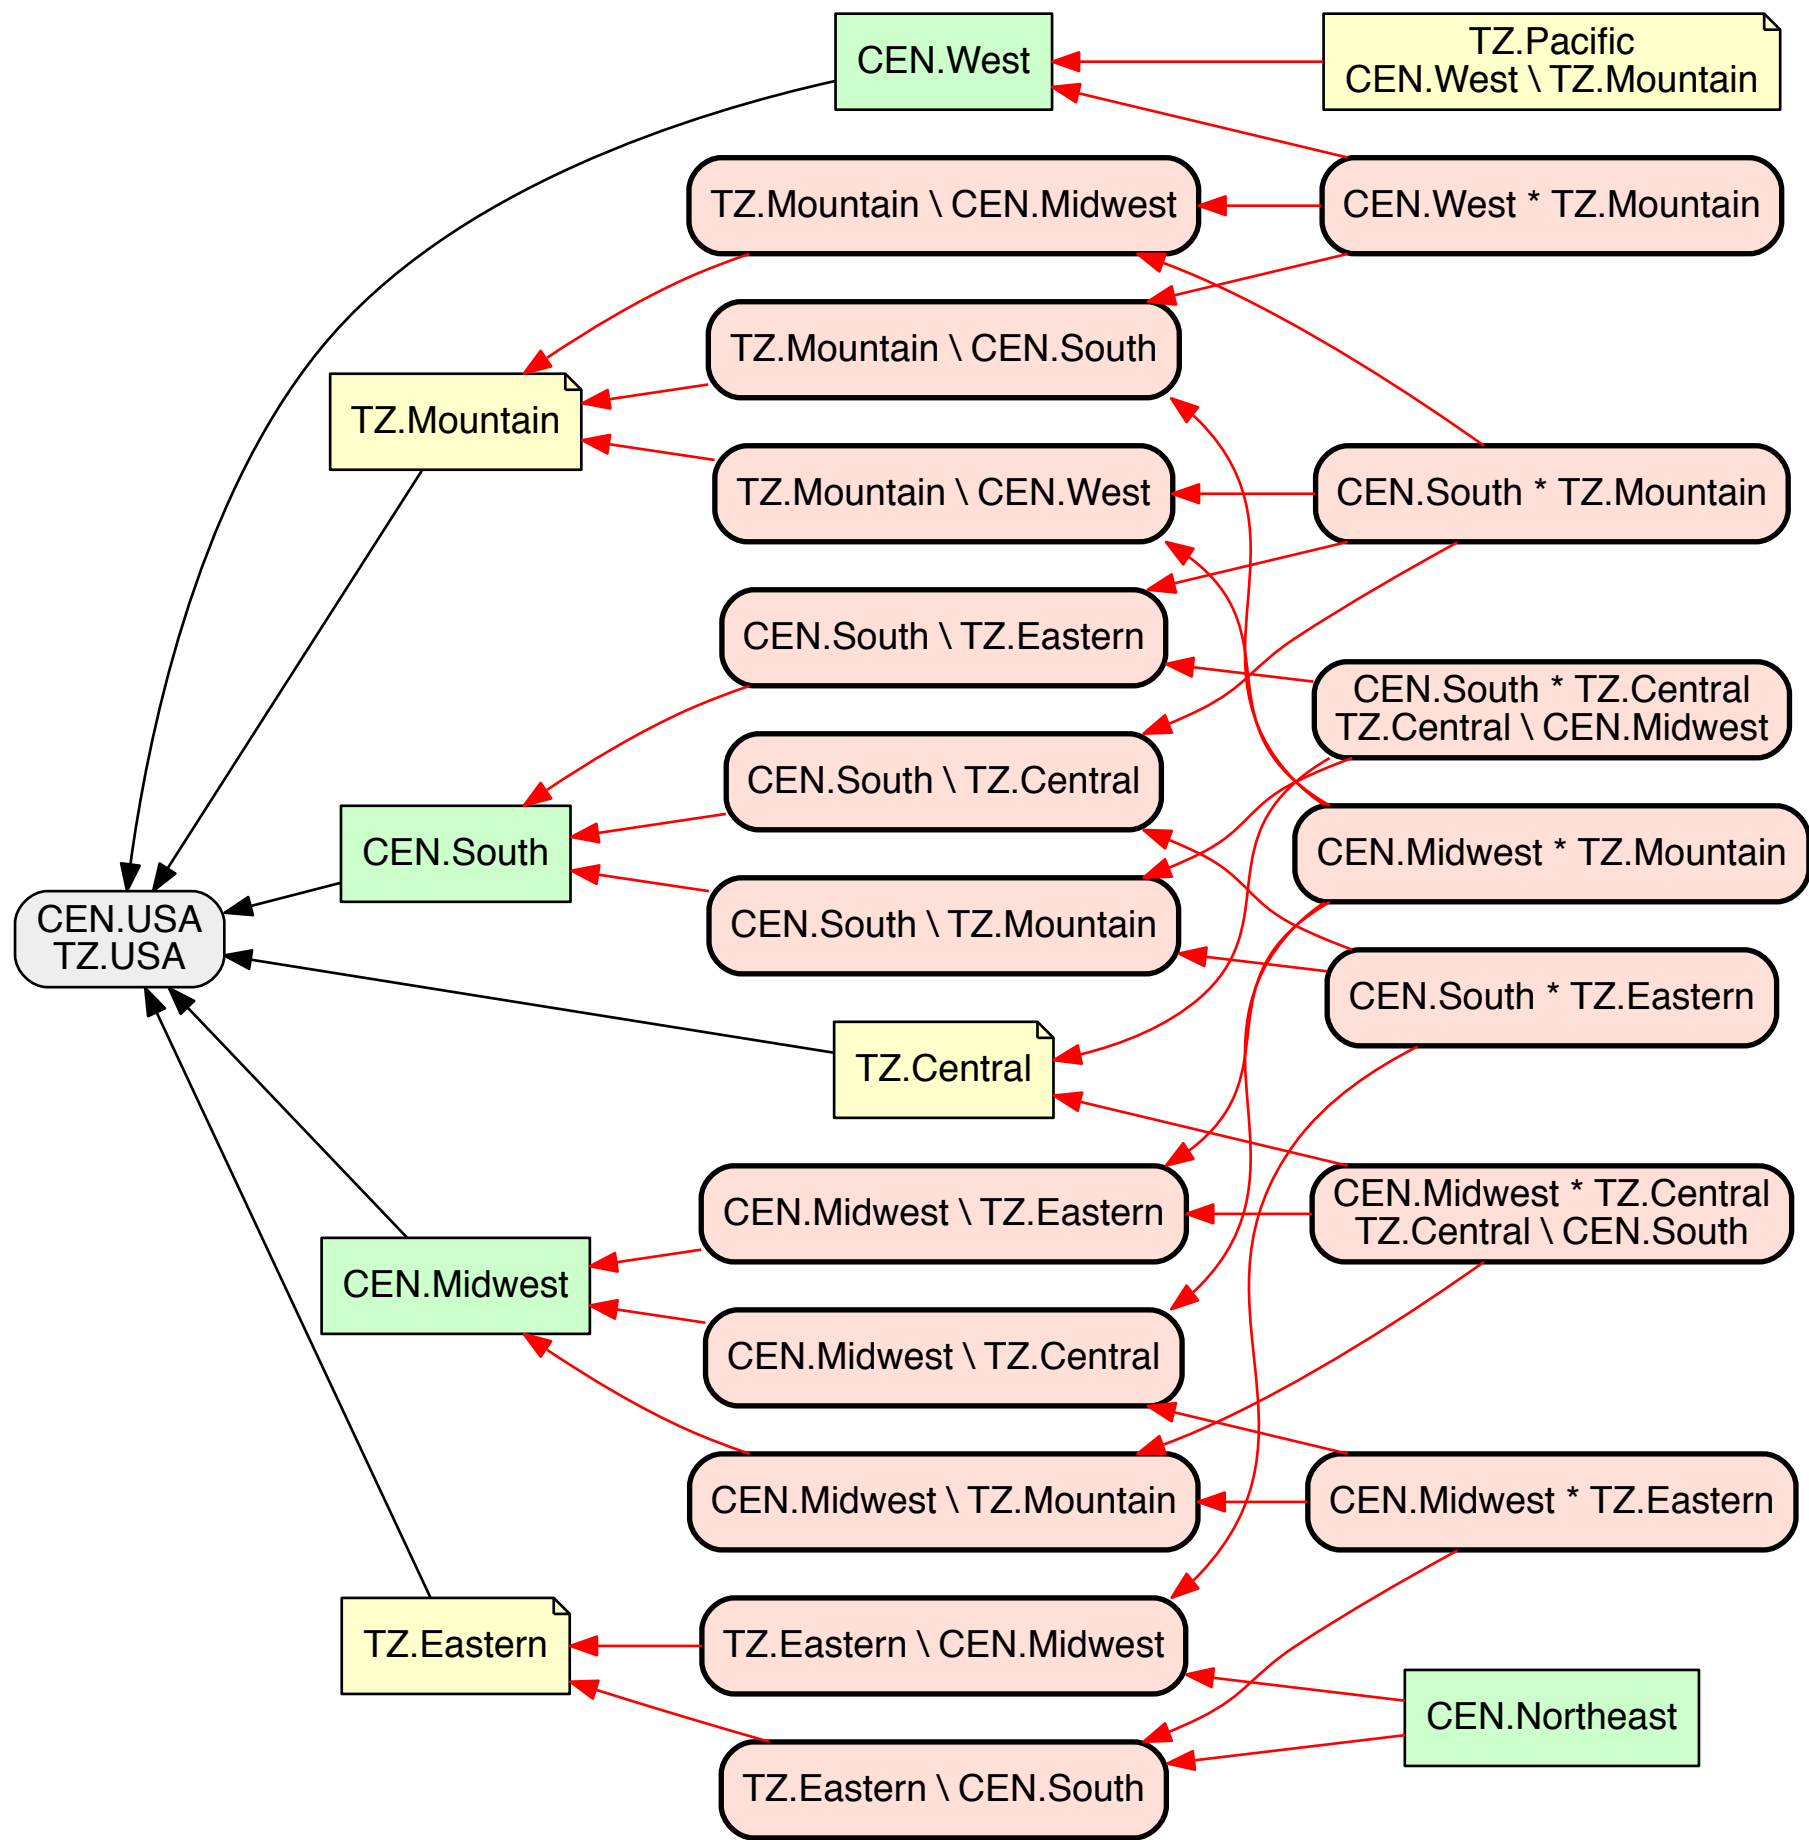 CEN.West
TZ.Pacific
CEN.West \ TZ.Mountain
TZ.Mountain \ CEN.Midwest
CEN.West * TZ.Mountain
TZ.Mountain \ CEN.South
TZ.Mountain
TZ.Mountain \ CEN.West
CEN.South * TZ.Mountain
CEN.South \ TZ.Eastern
CEN.South * TZ.Central
TZ.Central \ CEN.Midwest
CEN.South \ TZ.Central
CEN.South
CEN.Midwest * TZ.Mountain
CEN.USA
TZ.USA
CEN.South \ TZ.Mountain
CEN.South * TZ.Eastern
TZ.Central
CEN.Midwest \ TZ.Eastern
CEN.Midwest * TZ.Central
TZ.Central \ CEN.South
CEN.Midwest
CEN.Midwest \ TZ.Central
CEN.Midwest \ TZ.Mountain
CEN.Midwest * TZ.Eastern
TZ.Eastern
TZ.Eastern \ CEN.Midwest
CEN.Northeast
TZ.Eastern \ CEN.South